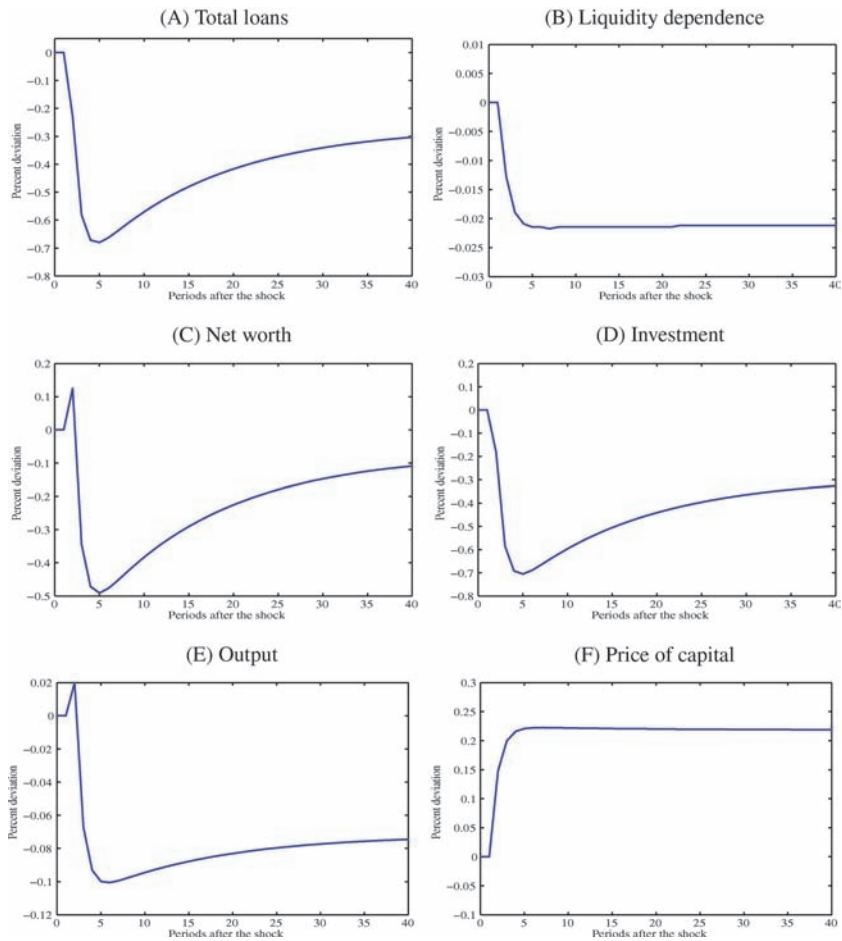 (A) Total loans
0
−0.1
−0.2
−0.3
−0.4
−0.5
−0.6
−0.7
−0.8
Percent deviation
0 5 10 15 20 25 30 35 40
Periods after the shock
(B) Liquidity dependence
0.01
0.005
0
−0.005
−0.01
−0.015
−0.02
−0.025
−0.03
Percent deviation
0 5 10 15 20 25 30 35 40
Periods after the shock
(C) Net worth
0.2
0.1
0
−0.1
−0.2
−0.3
−0.4
−0.5
Percent deviation
0 5 10 15 20 25 30 35 40
Periods after the shock
(D) Investment
0.2
0.1
0
−0.1
−0.2
−0.3
−0.4
−0.5
−0.6
−0.7
−0.8
Percent deviation
0 5 10 15 20 25 30 35 40
Periods after the shock
(E) Output
0.02
0
−0.02
−0.04
−0.06
−0.08
−0.1
−0.12
Percent deviation
0 5 10 15 20 25 30 35 40
Periods after the shock
(F) Price of capital
0.3
0.25
0.2
0.15
0.1
0.05
0
−0.05
−0.1
Percent deviation
0 5 10 15 20 25 30 35 40
Periods after the shock